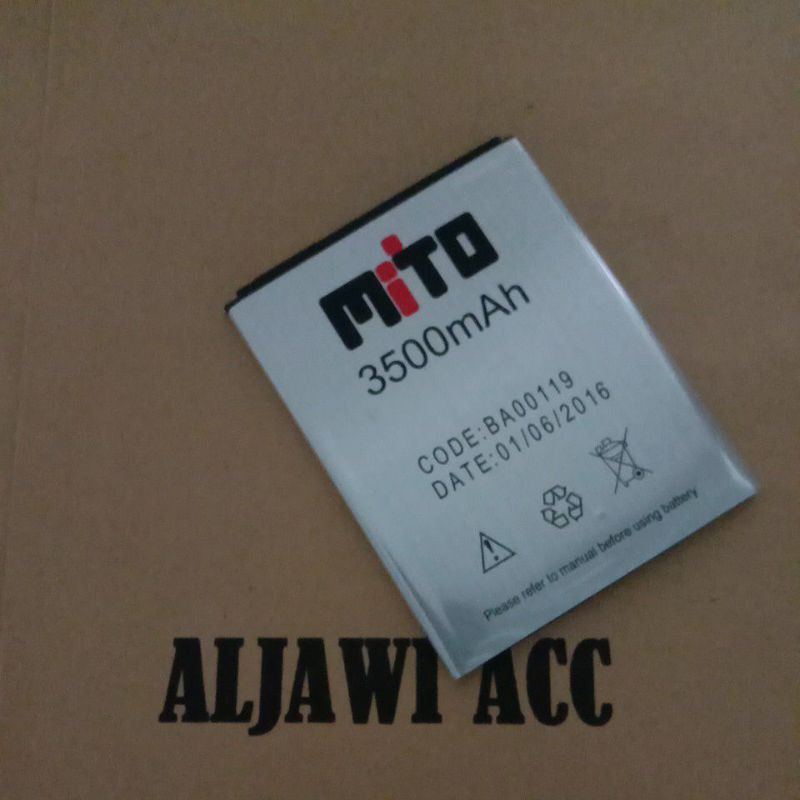 MiTO
3500mAh
CODE:BA00119
DATE:01/06/2016
Please refer to manual before using battery
ALJAWI ACC